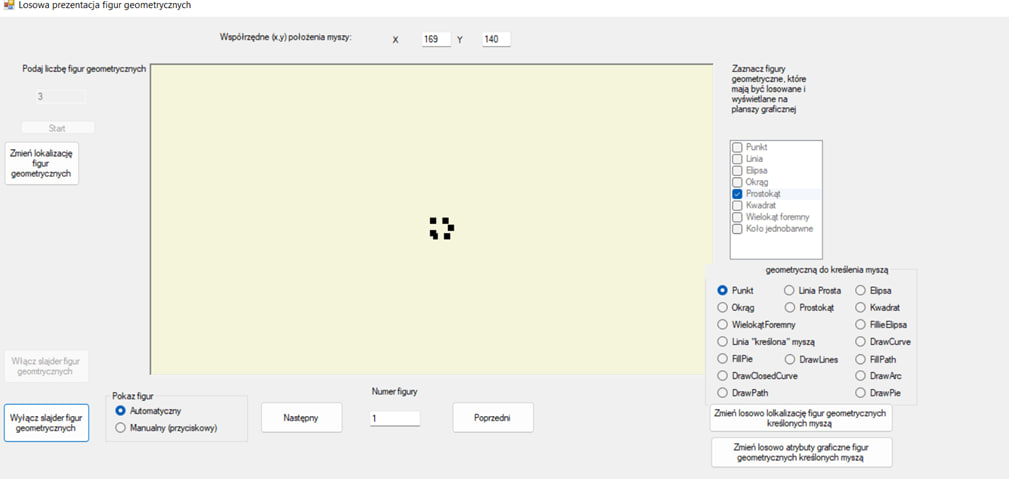 Losowa prezentacja figur geometrycznych
Współrzędne (x,y) położenia myszy:
X
169
Y
140
Podaj liczbę figur geometrycznych
3
Start
Zmień lokalizację
figur
geometrycznych
Zaznacz figury
geometryczne, które
mają być losowane i
wyświetlane na
planszy graficznej
Punkt
Linia
Elipsa
Okrąg
Prostokąt
Kwadrat
Wielokąt foremny
Koło jednobarwne
geometryczną do kreślenia myszą
Punkt
Linia Prosta
Elipsa
Okrąg
Prostokąt
Kwadrat
WielokątForemny
FillieElipsa
Linia "kreślona" myszą
DrawCurve
FillPie
DrawLines
FillPath
DrawClosedCurve
DrawArc
DrawPath
DrawPie
Włącz slajder figur
geomtrycznych
Wyłącz slajder figur
geometrycznych
Pokaz figur
Automatyczny
Manualny (przyciskowy)
Następny
Numer figury
1
Poprzedni
Zmień losowo lolkalizację figur geometrycznych
kreślonych myszą
Zmień losowo atrybuty graficzne figur
geometrycznych kreślonych myszą